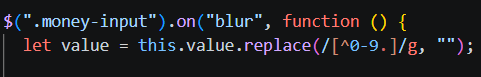 $(".money-input").on("blur", function () {
let value = this.value.replace(/[^0-9.]/g, "");